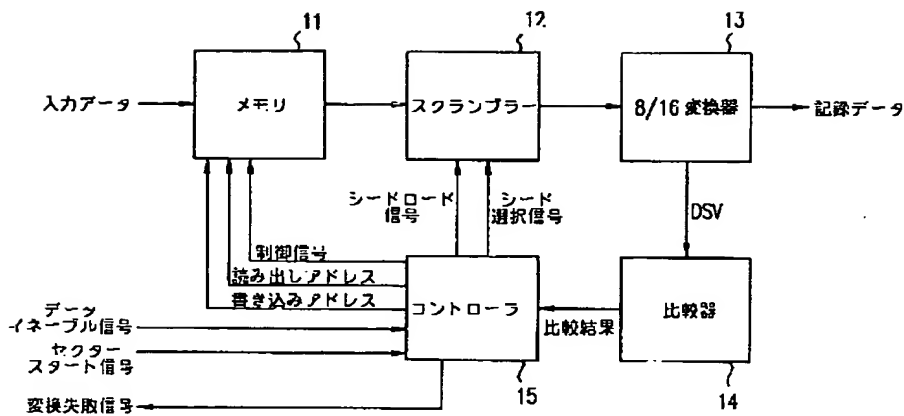 11
12
13
入力データ
メモリ
スクランブラー
8/16 変換器
記録データ
シードロード
信号
シード
選択信号
DSV
制御信号
読み出しアドレス
書き込みアドレス
コントローラ
比較結果
比較器
データ
イネーブル信号
セクター
スタート信号
変換失敗信号
15
14